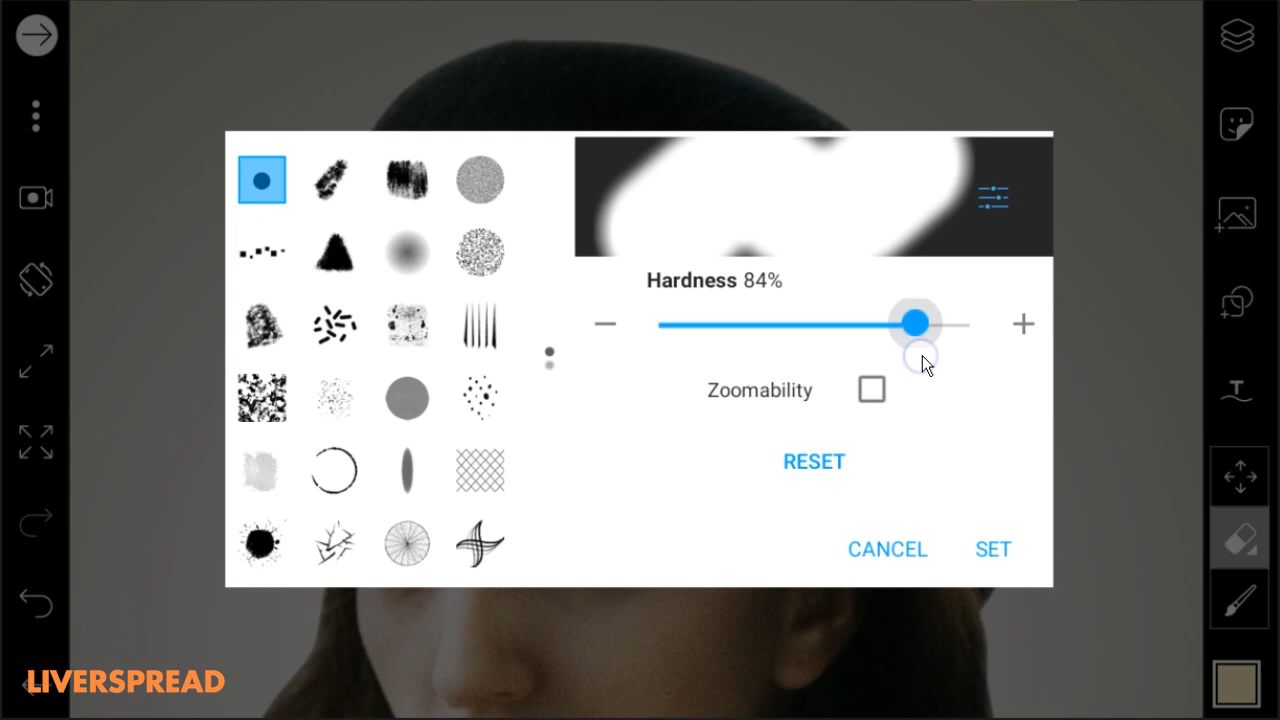 Hardness 84%
Zoomability
RESET
CANCEL SET
LIVERSPREAD